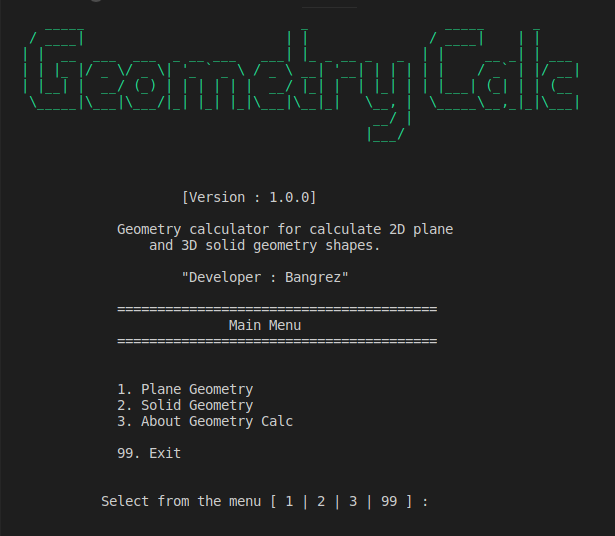 Geometry Calc
[Version : 1.0.0]
Geometry calculator for calculate 2D plane
and 3D solid geometry shapes.
"Developer : Bangrez"
========================================
Main Menu
========================================
1. Plane Geometry
2. Solid Geometry
3. About Geometry Calc
99. Exit
Select from the menu [ 1 | 2 | 3 | 99 ] :